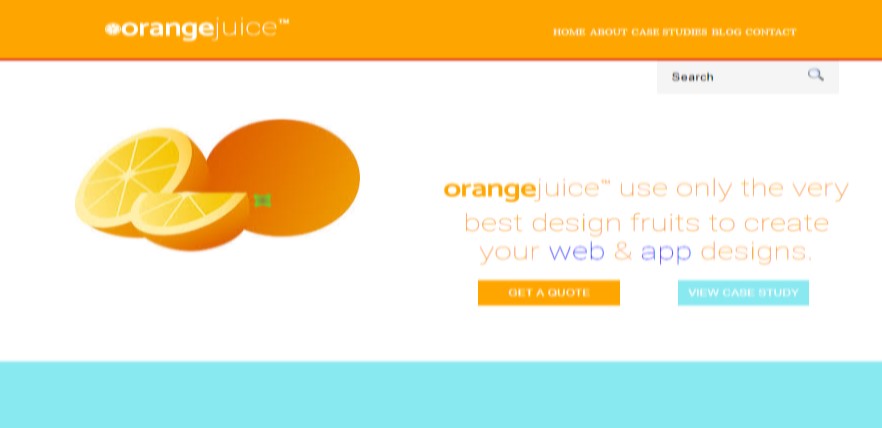 orangejuice™
HOME ABOUT CASE STUDIES BLOG CONTACT
Search
orangejuice™ use only the very
best design fruits to create
your web & app designs.
GET A QUOTE
VIEW CASE STUDY